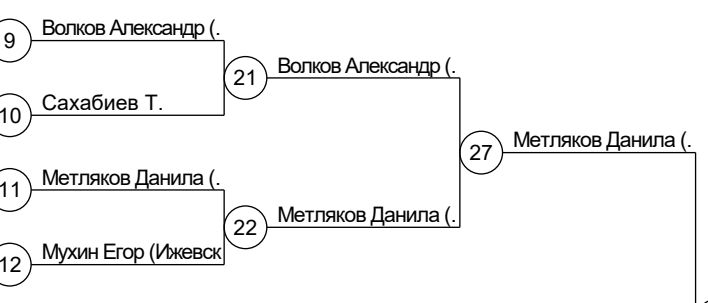 9
Волков Александр (.
21
Волков Александр (.
10
Сахабиев Т.
27
Метляков Данила (.
11
Метляков Данила (.
22
Метляков Данила (.
12
Мухин Егор (Ижевск